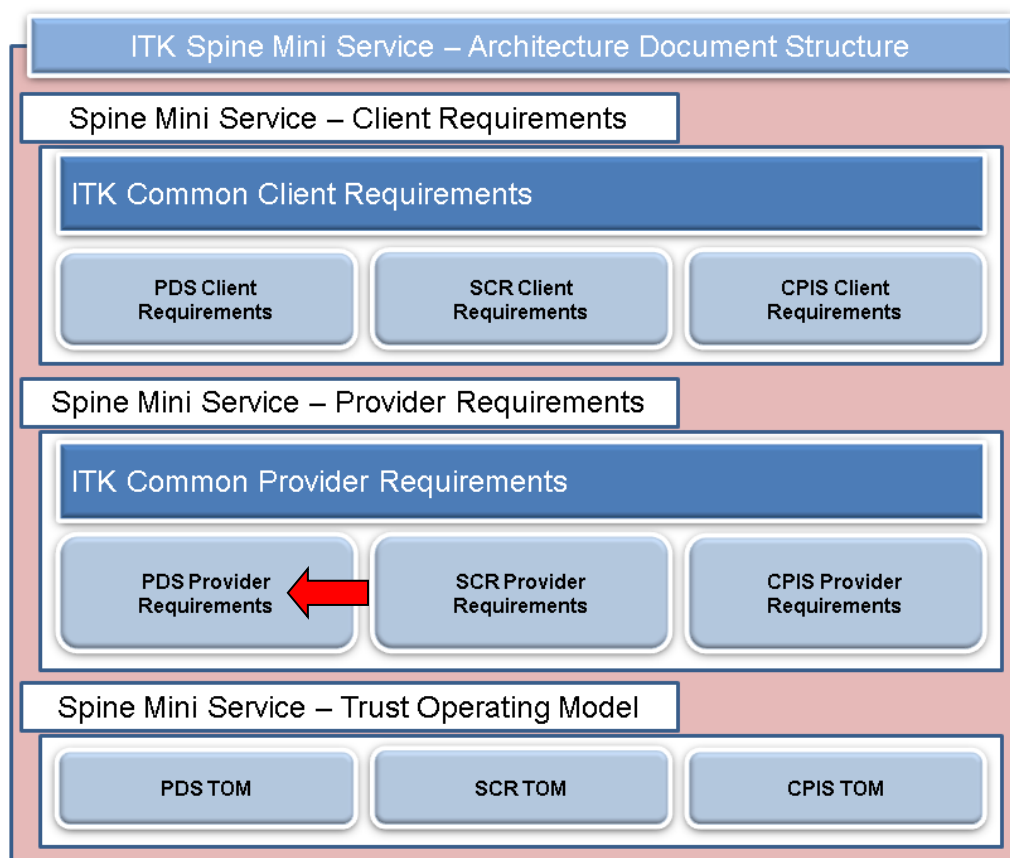 ITK Spine Mini Service – Architecture Document Structure
Spine Mini Service – Client Requirements
ITK Common Client Requirements
PDS Client
Requirements
SCR Client
Requirements
CPIS Client
Requirements
Spine Mini Service – Provider Requirements
ITK Common Provider Requirements
PDS Provider
Requirements
SCR Provider
Requirements
CPIS Provider
Requirements
Spine Mini Service – Trust Operating Model
PDS TOM
SCR TOM
CPIS TOM